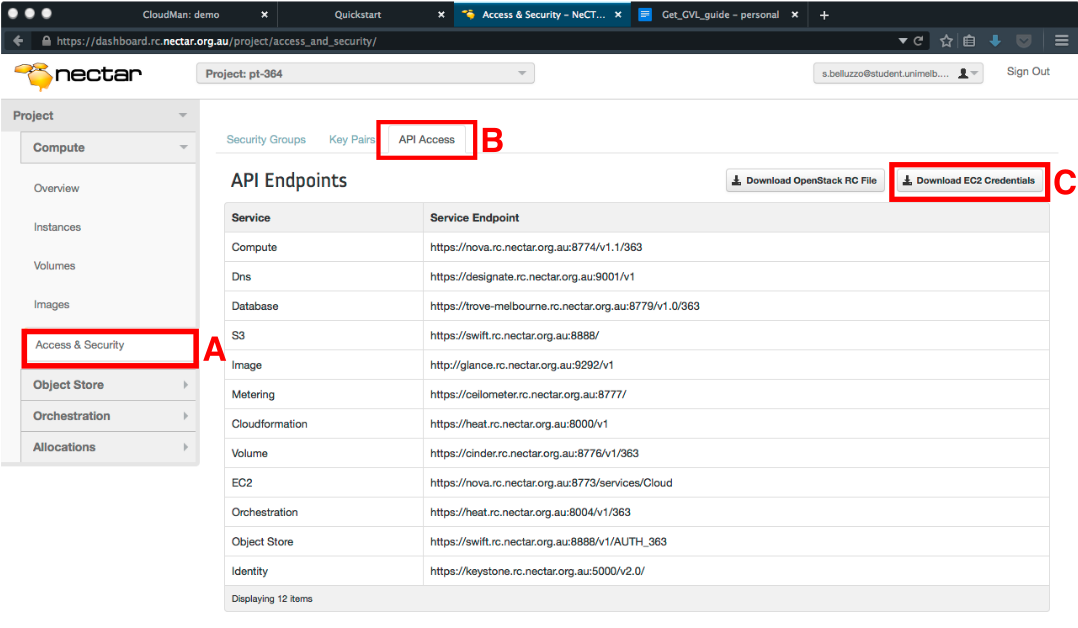 CloudMan: demo × Quickstart × Access & Security – NeCT... × Get_GVL_guide – personal × +
https://dashboard.rc.nectar.org.au/project/access_and_security/
nectar Project: pt-364 s.belluzzo@student.unimelb.... Sign Out
Project
Compute
Overview
Instances
Volumes
Images
Access & Security A
Object Store
Orchestration
Allocations
Security Groups Key Pairs API Access B
API Endpoints Download OpenStack RC File Download EC2 Credentials C
Service Service Endpoint
Compute https://nova.rc.nectar.org.au:8774/v1.1/363
Dns https://designate.rc.nectar.org.au:9001/v1
Database https://trove-melbourne.rc.nectar.org.au:8779/v1.0/363
S3 https://swift.rc.nectar.org.au:8888/
Image http://glance.rc.nectar.org.au:9292/v1
Metering https://ceilometer.rc.nectar.org.au:8777/
Cloudformation https://heat.rc.nectar.org.au:8000/v1
Volume https://cinder.rc.nectar.org.au:8776/v1/363
EC2 https://nova.rc.nectar.org.au:8773/services/Cloud
Orchestration https://heat.rc.nectar.org.au:8004/v1/363
Object Store https://swift.rc.nectar.org.au:8888/v1/AUTH_363
Identity https://keystone.rc.nectar.org.au:5000/v2.0/
Displaying 12 items